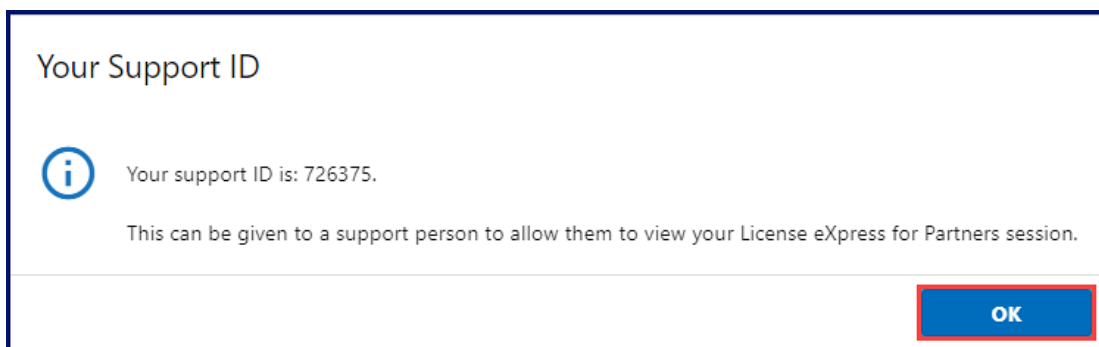 Your Support ID
Your support ID is: 726375.
This can be given to a support person to allow them to view your License eXpress for Partners session.
OK